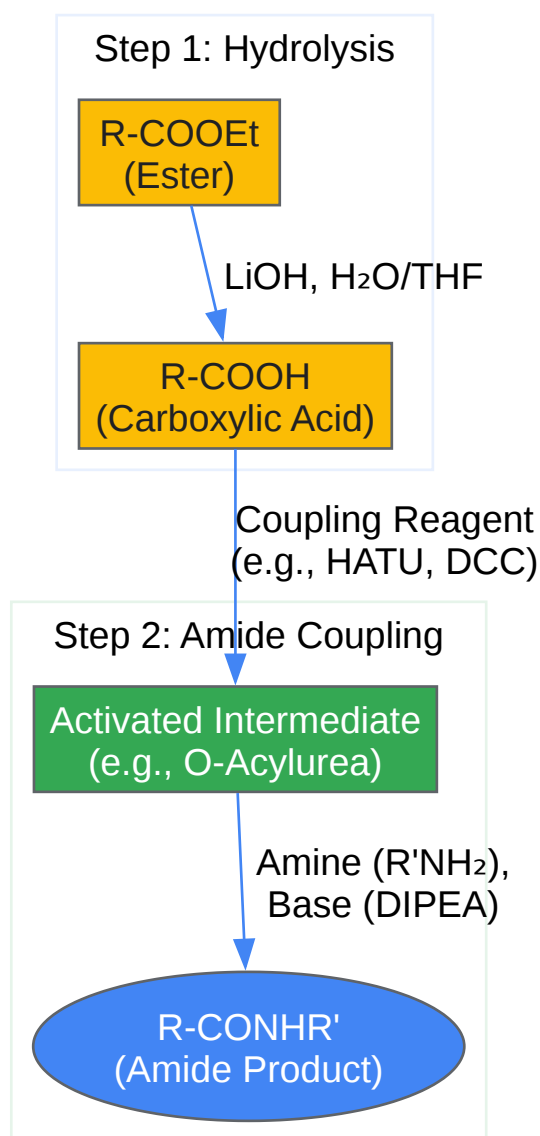 Step 1: Hydrolysis
R-COOEt
(Ester)
LiOH, H₂O/THF
R-COOH
(Carboxylic Acid)
Coupling Reagent
(e.g., HATU, DCC)
Step 2: Amide Coupling
Activated Intermediate
(e.g., O-Acylurea)
Amine (R'NH₂),
Base (DIPEA)
R-CONHR'
(Amide Product)